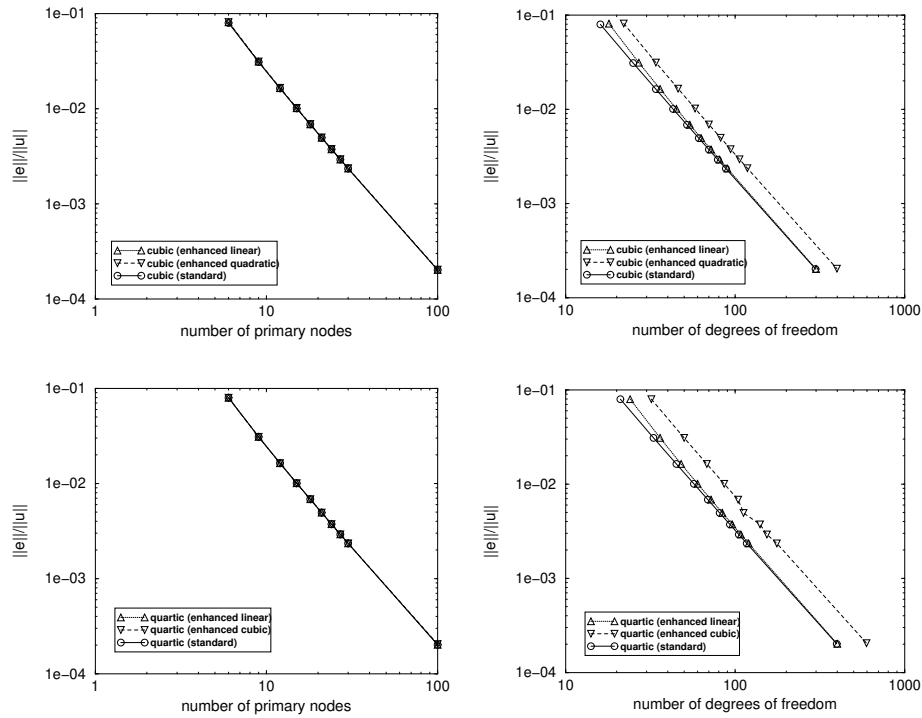 1e−01
1e−02
1e−03
1e−04
||e||/||u||
cubic (enhanced linear)
cubic (enhanced quadratic)
cubic (standard)
1
10
100
number of primary nodes
1e−01
1e−02
1e−03
1e−04
||e||/||u||
cubic (enhanced linear)
cubic (enhanced quadratic)
cubic (standard)
10
100
1000
number of degrees of freedom
1e−01
1e−02
1e−03
1e−04
||e||/||u||
quartic (enhanced linear)
quartic (enhanced cubic)
quartic (standard)
1
10
100
number of primary nodes
1e−01
1e−02
1e−03
1e−04
||e||/||u||
quartic (enhanced linear)
quartic (enhanced cubic)
quartic (standard)
10
100
1000
number of degrees of freedom